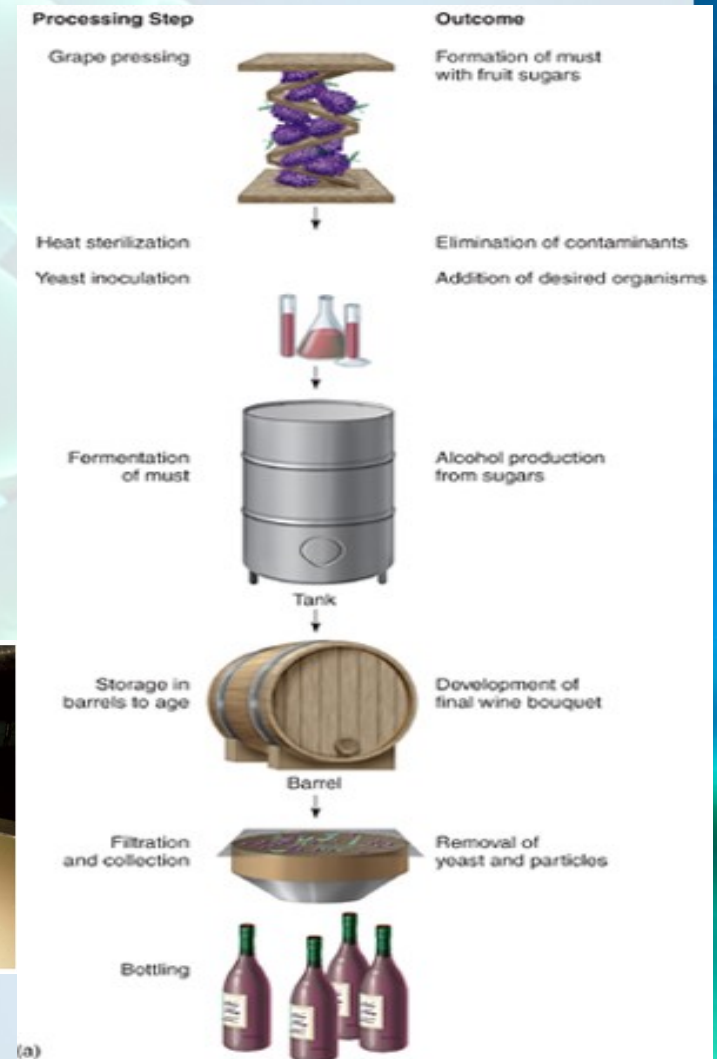 Processing Step Outcome
Grape pressing Formation of must
with fruit sugars
Heat sterilization Elimination of contaminants
Yeast inoculation Addition of desired organisms
Fermentation Alcohol production
of must from sugars
Tank
Storage in Development of
barrels to age final wine bouquet
Barrel
Filtration Removal of
and collection yeast and particles
Bottling
(a)